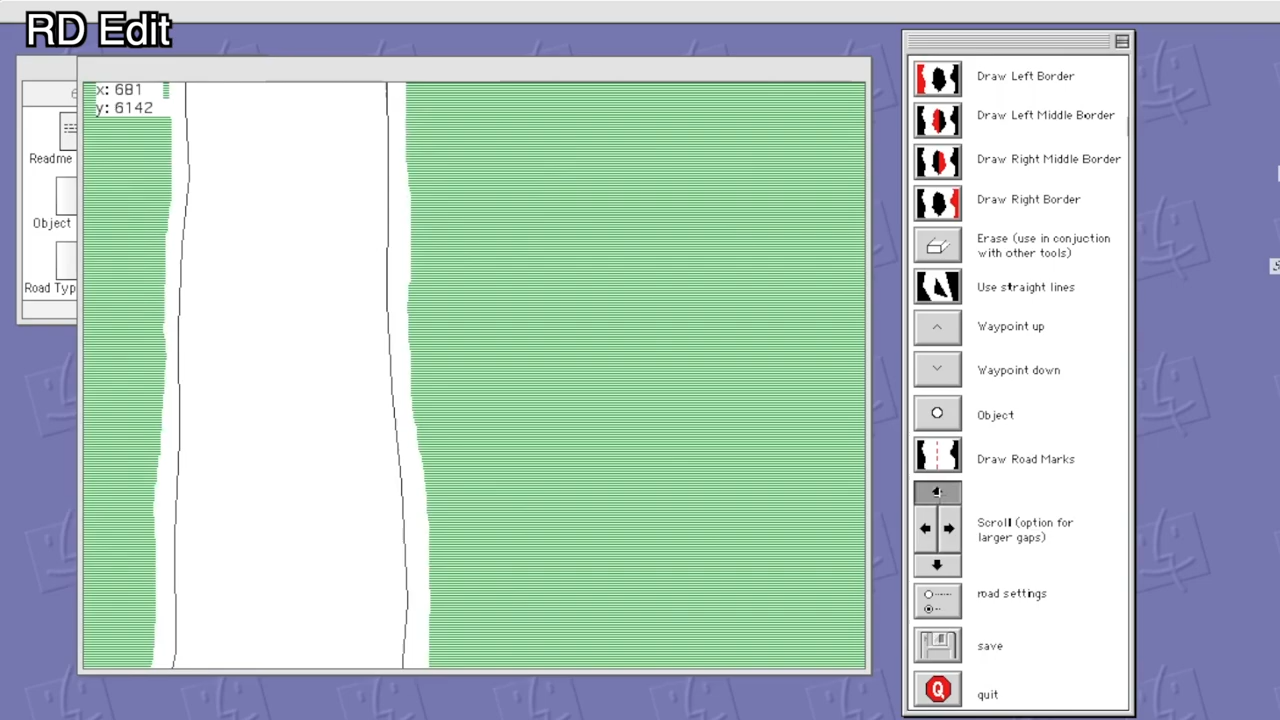 RD Edit
x: 681
y: 6142
Readme
Object
Road Typ
Draw Left Border
Draw Left Middle Border
Draw Right Middle Border
Draw Right Border
Erase (use in conjuction
with other tools)
Use straight lines
Waypoint up
Waypoint down
Object
Draw Road Marks
Scroll (option for
larger gaps)
road settings
save
Q
quit